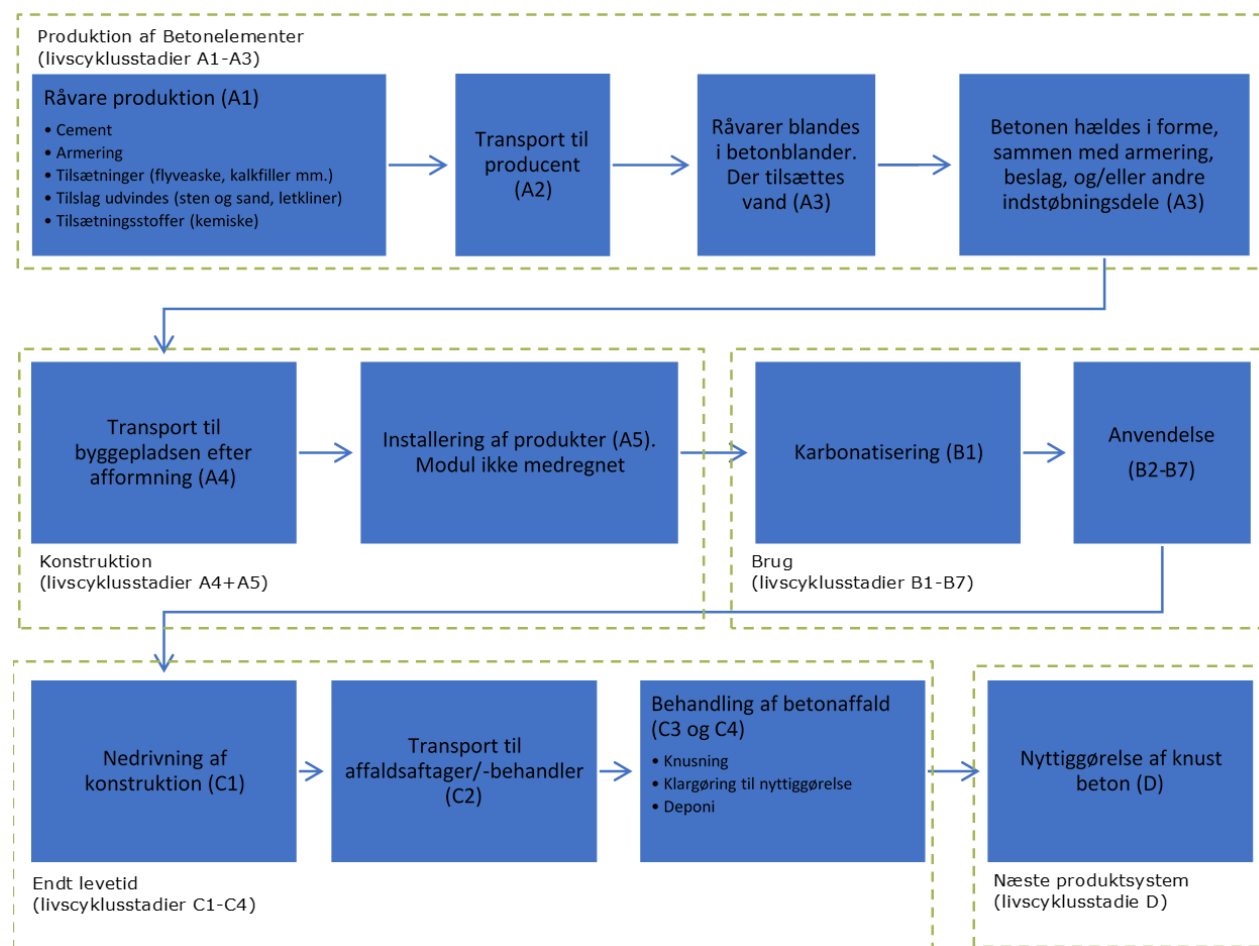 Produktion af Betonelementer
(livscyklusstadier A1-A3)
Råvare produktion (A1)
• Cement
• Armering
• Tilsætninger (flyveaske, kalkfiller mm.)
• Tilslag udvindes (sten og sand, letkliner)
• Tilsætningsstoffer (kemiske)
Transport til
producent
(A2)
Råvarer blandes
i betonblander.
Der tilsættes
vand (A3)
Betonen hældes i forme,
sammen med armering,
beslag, og/eller andre
indstøbningsdele (A3)
Transport til
byggepladsen efter
afformning (A4)
Installering af produkter (A5).
Modul ikke medregnet
Konstruktion
(livscyklusstadier A4+A5)
Karbonatisering (B1)
Anvendelse
(B2-B7)
Brug
(livscyklusstadier B1-B7)
Nedrivning af
konstruktion (C1)
Transport til
affaldsaftager/-behandler
(C2)
Behandling af betonaffald
(C3 og C4)
• Knusning
• Klargøring til nyttiggørelse
• Deponi
Endt levetid
(livscyklusstadier C1-C4)
Nyttiggørelse af knust
beton (D)
Næste produktsystem
(livscyklusstadie D)